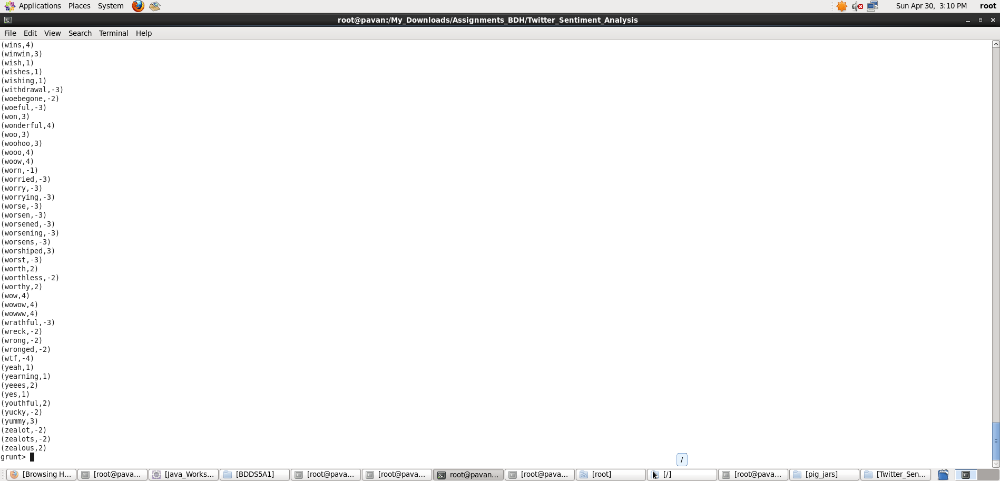 Applications Places System Sun Apr 30, 3:10 PM root
root@pavan:/My_Downloads/Assignments_BDH/Twitter_Sentiment_Analysis
File Edit View Search Terminal Help
(wins,4)
(winwin,3)
(wish,1)
(wishes,1)
(wishing,1)
(withdrawal,-3)
(woebegone,-2)
(woeful,-3)
(won,3)
(wonderful,4)
(woo,3)
(woohoo,3)
(wooo,4)
(woow,4)
(worn,-1)
(worried,-3)
(worry,-3)
(worrying,-3)
(worse,-3)
(worsen,-3)
(worsened,-3)
(worsening,-3)
(worsens,-3)
(worshiped,3)
(worst,-3)
(worth,2)
(worthless,-2)
(worthy,2)
(wow,4)
(wowow,4)
(wowww,4)
(wrathful,-3)
(wreck,-2)
(wrong,-2)
(wronged,-2)
(wtf,-4)
(yeah,1)
(yearning,1)
(yeees,2)
(yes,1)
(youthful,2)
(yucky,-2)
(yummy,3)
(zealot,-2)
(zealots,-2)
(zealous,2)
grunt>
/
[Browsing H... [root@pava... [Java_Works... [BDDS5A1] [root@pava... [root@pava... root@pavan... [root@pava... [root] [/] [root@pava... [pig_jars] [Twitter_Sen...